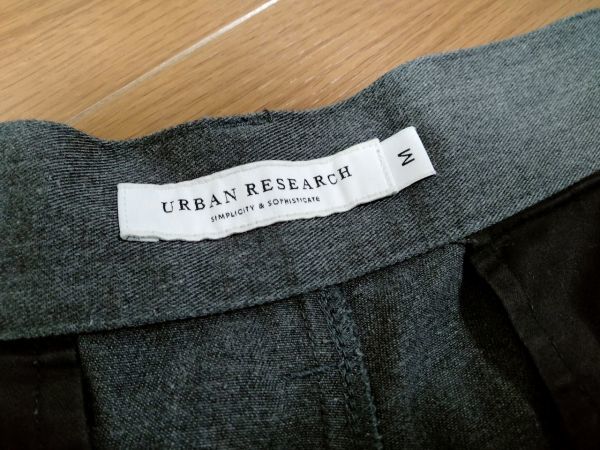 URBAN RESEARCH
SIMPLICITY & SOPHISTICATE
M